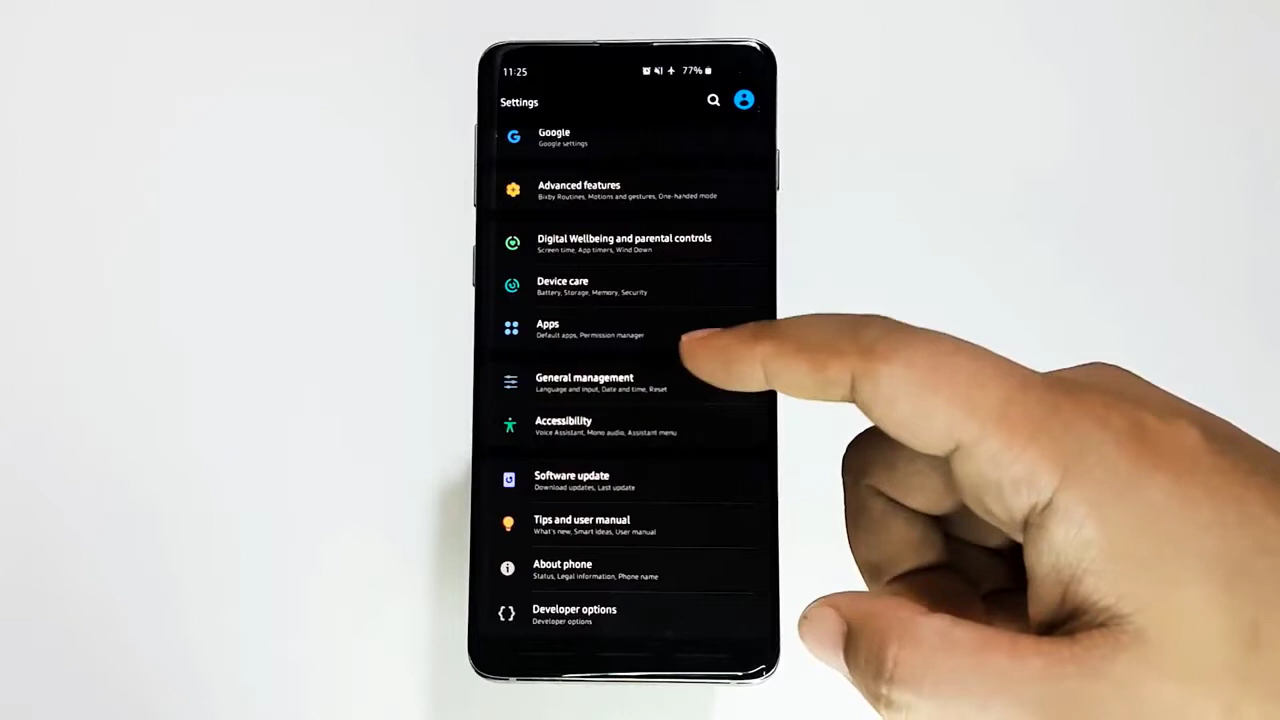 11:25
77%
Settings
Google
Google settings
Advanced features
Bixby Routines, Motions and gestures, One-handed mode
Digital Wellbeing and parental controls
Screen time, App timers, Wind Down
Device care
Battery, Storage, Memory, Security
Apps
Default apps, Permission manager
General management
Language and input, Date and time, Reset
Accessibility
Voice Assistant, Mono audio, Assistant menu
Software update
Download updates, Last update
Tips and user manual
What's new, Smart ideas, User manual
About phone
Status, Legal information, Phone name
Developer options
Developer options